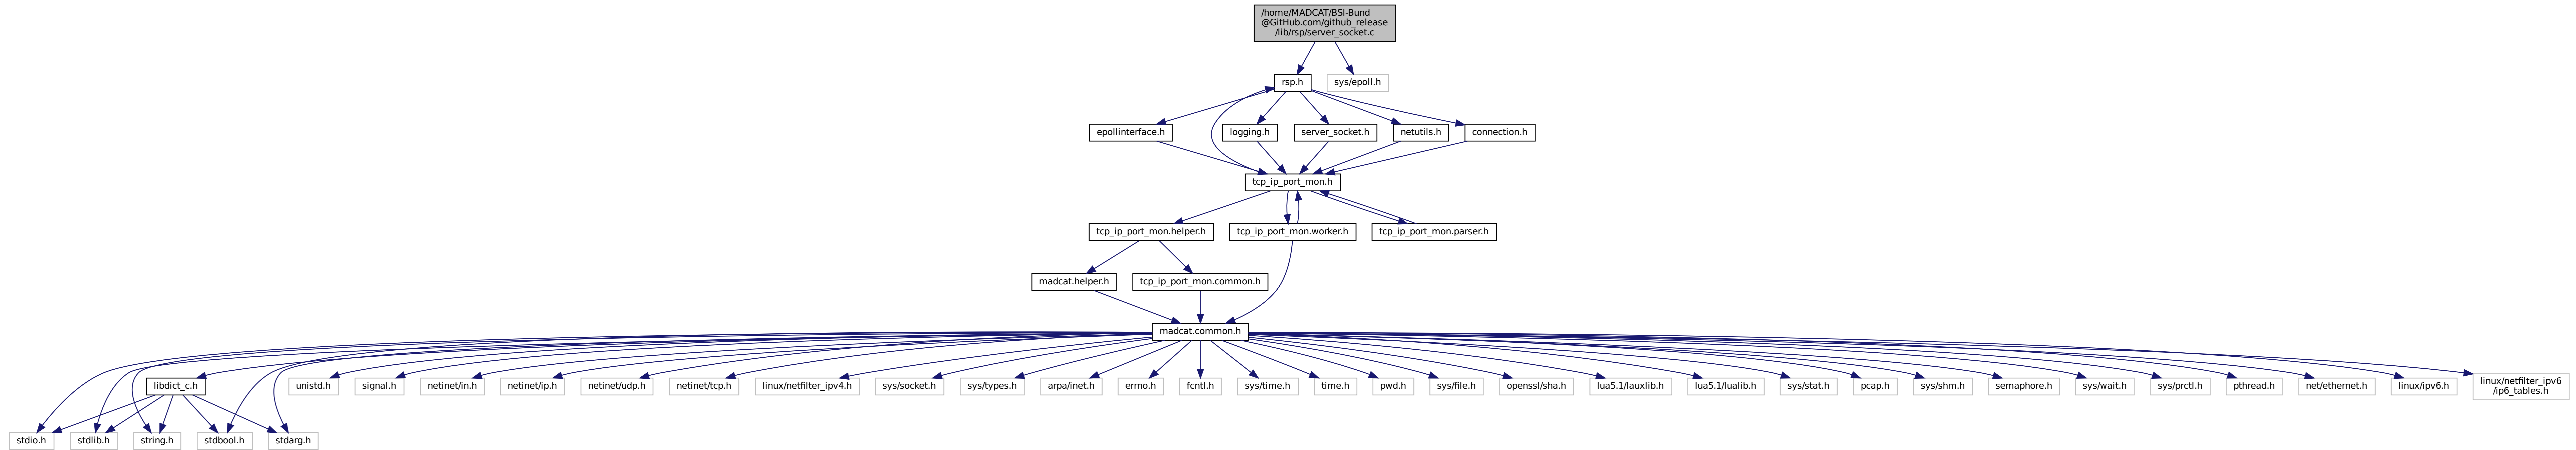 /home/MADCAT/BSI-Bund
@GitHub.com/github_release
/lib/rsp/server_socket.c
rsp.h
sys/epoll.h
epollinterface.h
logging.h
server_socket.h
netutils.h
connection.h
tcp_ip_port_mon.h
tcp_ip_port_mon.helper.h
tcp_ip_port_mon.worker.h
tcp_ip_port_mon.parser.h
madcat.helper.h
tcp_ip_port_mon.common.h
madcat.common.h
libdict_c.h
unistd.h
signal.h
netinet/in.h
netinet/ip.h
netinet/udp.h
netinet/tcp.h
linux/netfilter_ipv4.h
sys/socket.h
sys/types.h
arpa/inet.h
errno.h
fcntl.h
sys/time.h
time.h
pwd.h
sys/file.h
openssl/sha.h
lua5.1/lauxlib.h
lua5.1/lualib.h
sys/stat.h
pcap.h
sys/shm.h
semaphore.h
sys/wait.h
sys/prctl.h
pthread.h
net/ethernet.h
linux/ipv6.h
linux/netfilter_ipv6
/ip6_tables.h
stdio.h
stdlib.h
string.h
stdbool.h
stdarg.h